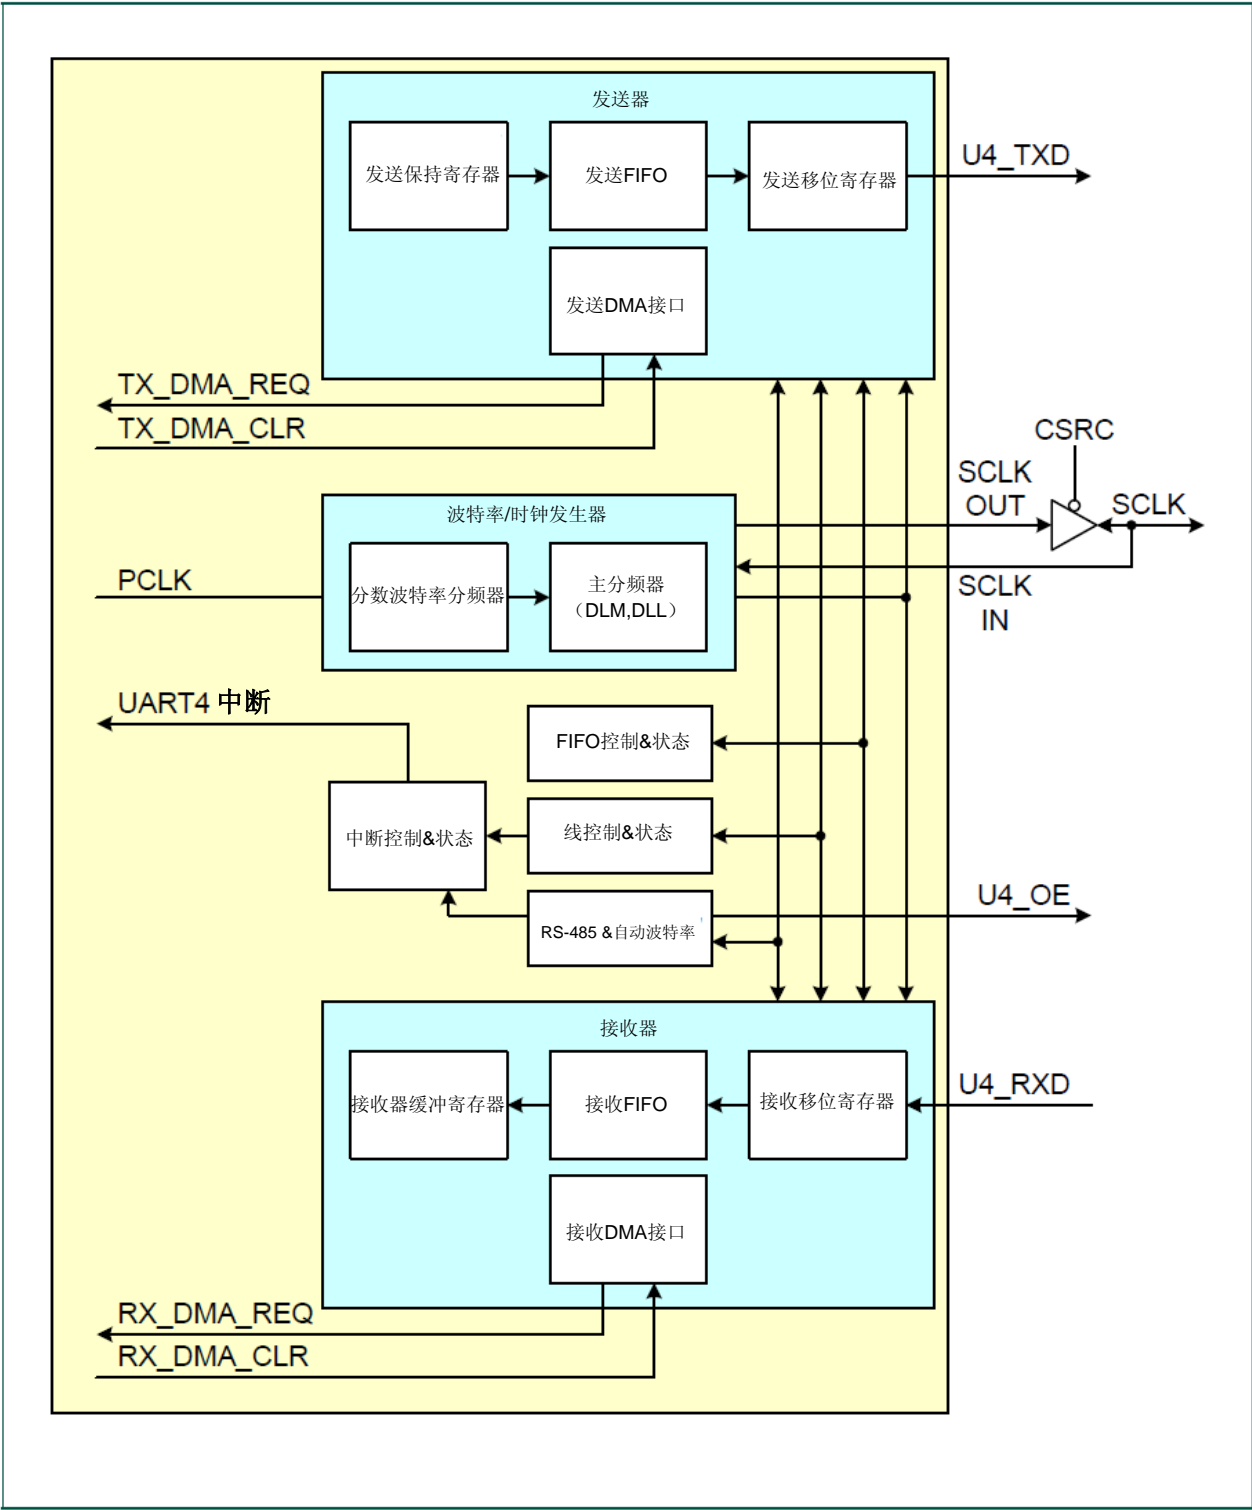 发送器
发送保持寄存器
发送FIFO
发送移位寄存器
U4_TXD
发送DMA接口
TX_DMA_REQ
TX_DMA_CLR
CSRC
SCLK
OUT
SCLK
波特率/时钟发生器
PCLK
分数波特率分频器
主分频器
（DLM,DLL）
SCLK
IN
UART4 中断
FIFO控制&状态
中断控制&状态
线控制&状态
U4_OE
RS-485 &自动波特率
接收器
接收器缓冲寄存器
接收FIFO
接收移位寄存器
U4_RXD
接收DMA接口
RX_DMA_REQ
RX_DMA_CLR